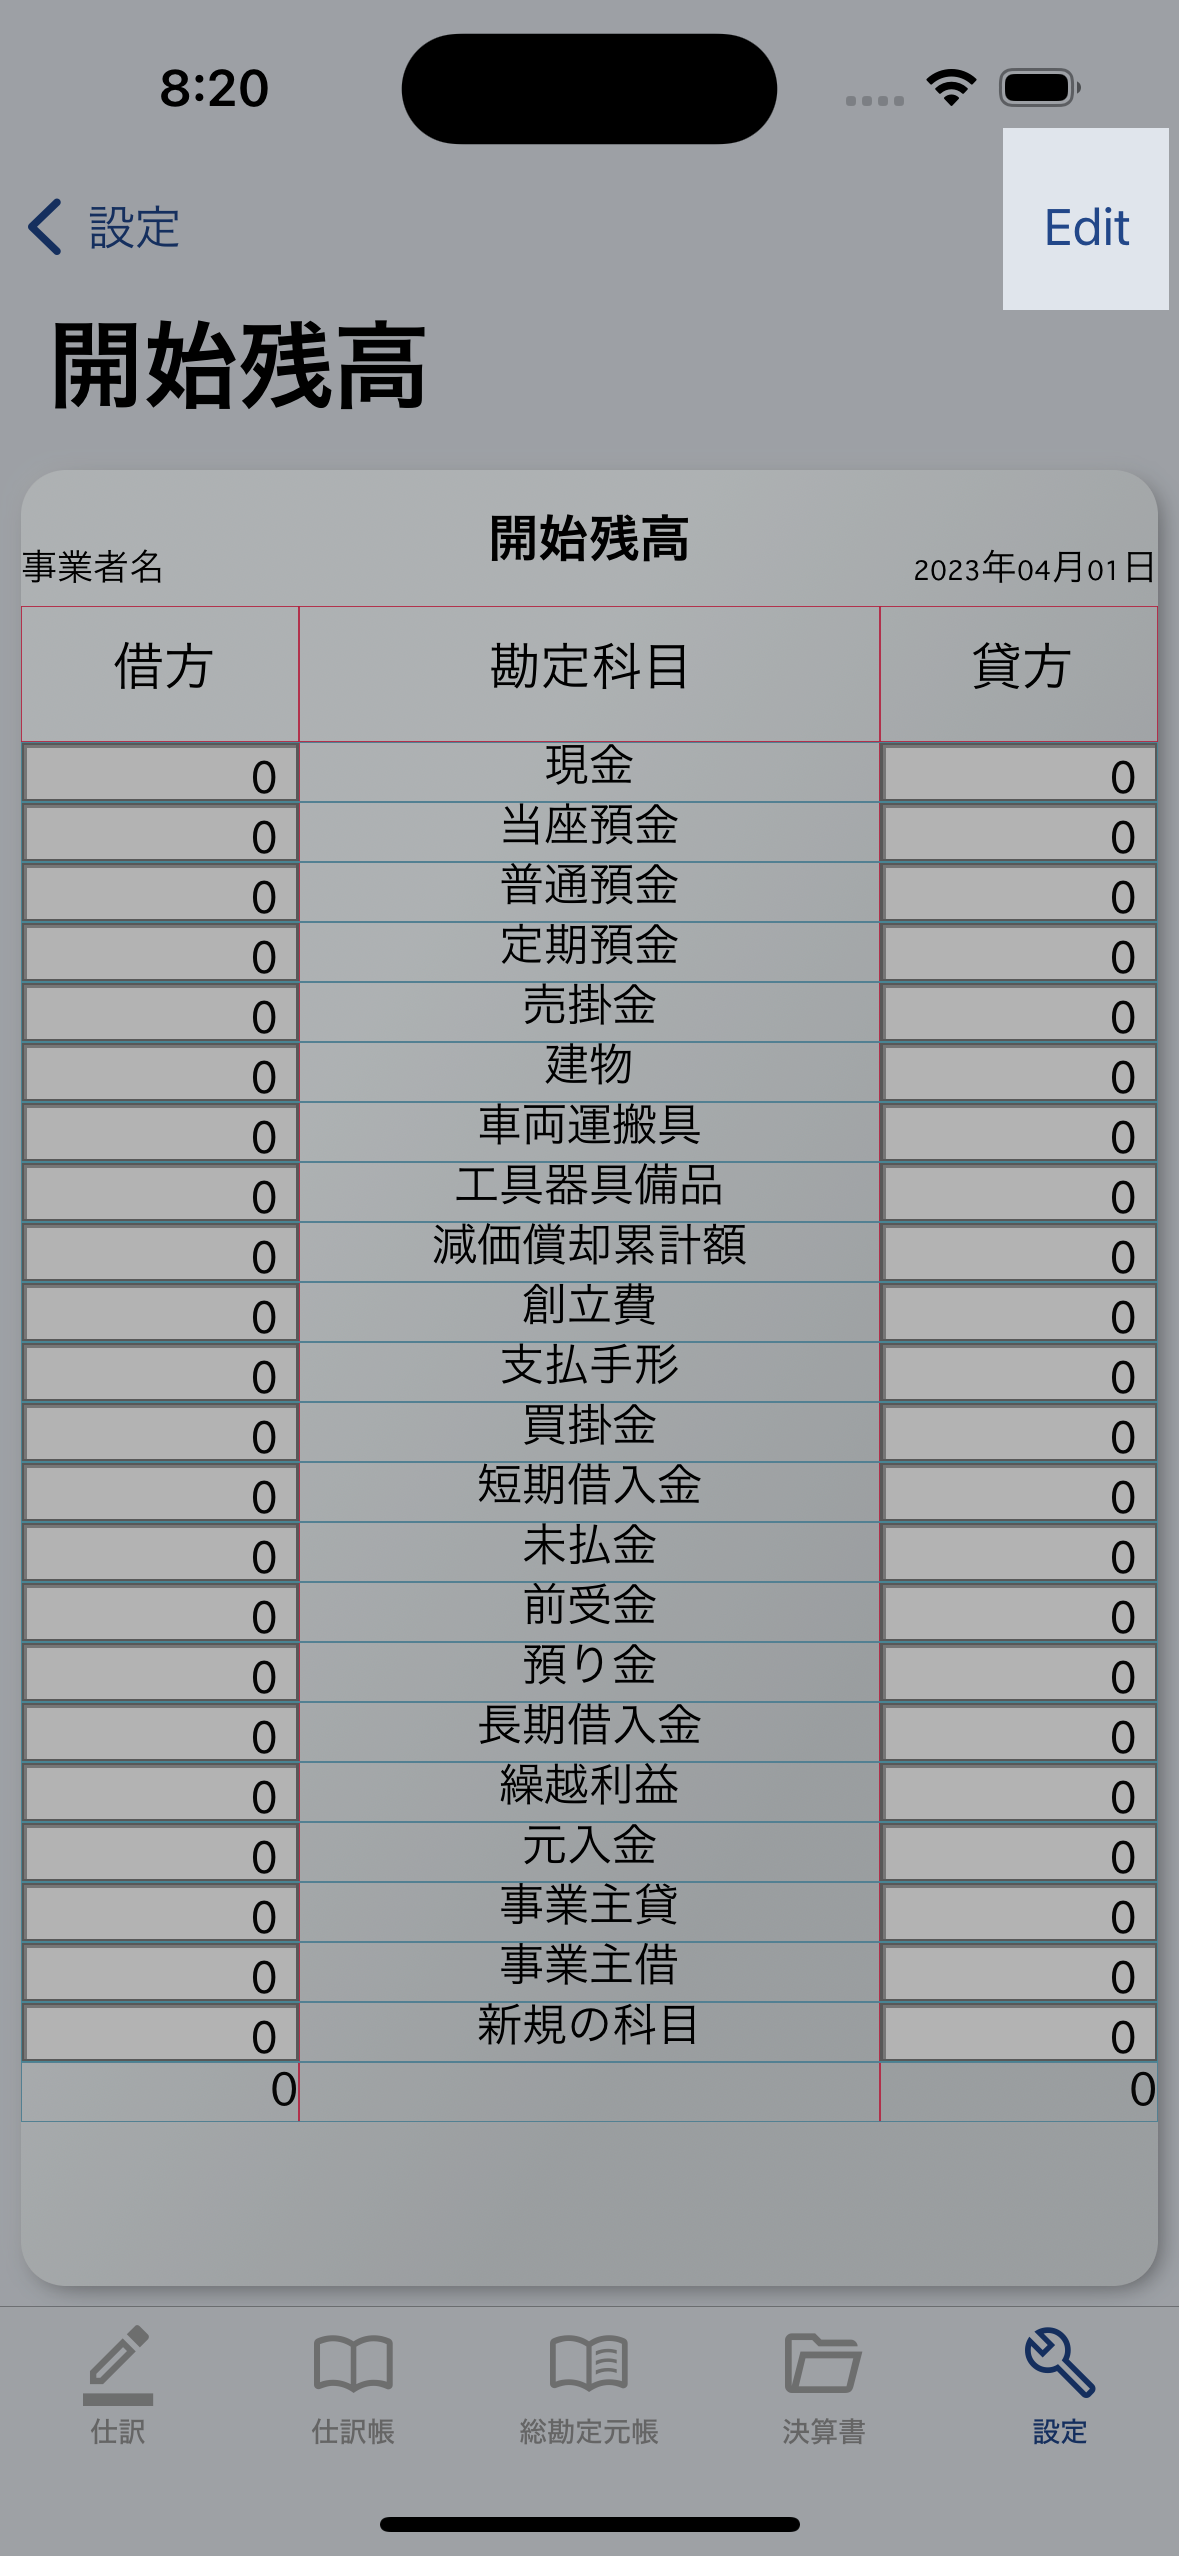 8:20
設定
Edit
開始残高
開始残高
事業者名
2023年04月01日
借方 勘定科目 貸方
0 現金 0
0 当座預金 0
0 普通預金 0
0 定期預金 0
0 売掛金 0
0 建物 0
0 車両運搬具 0
0 工具器具備品 0
0 減価償却累計額 0
0 創立費 0
0 支払手形 0
0 買掛金 0
0 短期借入金 0
0 未払金 0
0 前受金 0
0 預り金 0
0 長期借入金 0
0 繰越利益 0
0 元入金 0
0 事業主貸 0
0 事業主借 0
0 新規の科目 0
0 0
仕訳 仕訳帳 総勘定元帳 決算書 設定